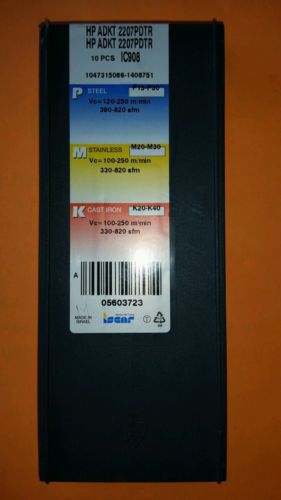 HP ADKT 2207PDTR
HP ADKT 2207PDTR
10 PCS IC908
1047315086-1408751
P STEEL P15-P30
Vc=120-250 m/min
390-820 sfm
M STAINLESS M20-M30
Vc=100-250 m/min
330-820 sfm
K CAST IRON K20-K40
Vc=100-250 m/min
330-820 sfm
A
05603723
MADE IN
ISRAEL
iscar
T